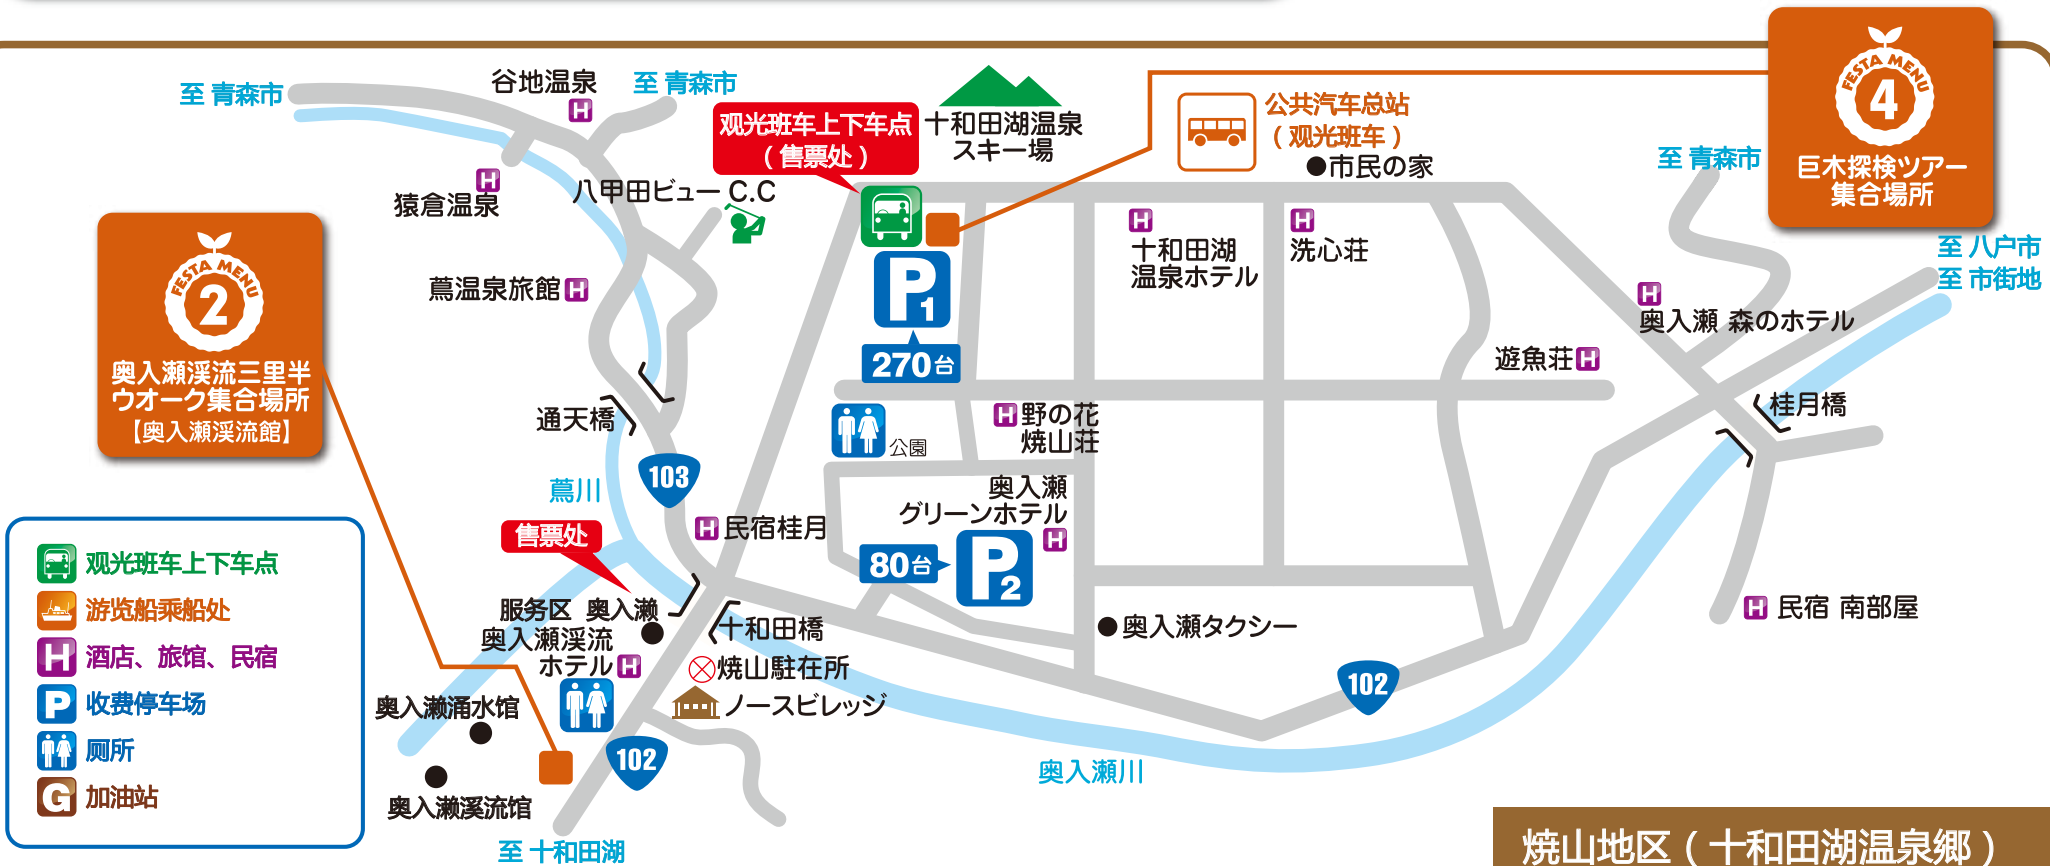 至 青森市
谷地温泉
H
至 青森市
观光班车上下车点
（售票处）
十和田湖温泉
スキー場
公共汽车总站
（观光班车）
●市民の家
FESTA MENU
4
巨木探検ツアー
集合場所
至 青森市
至 八户市
至 市街地
H
猿倉温泉
八甲田ビュー C.C
FESTA MENU
2
奥入瀬渓流三里半
ウオーク集合場所
【奥入瀬渓流館】
蔦温泉旅館 H
P1
270台
H
十和田湖
温泉ホテル
H
洗心荘
H
奥入瀬 森のホテル
遊魚荘 H
桂月橋
通天橋
公園
H 野の花
焼山荘
103
蔦川
H 民宿桂月
奥入瀬
グリーンホテル
H
80台
P2
售票处
服务区 奥入濑
奥入瀬渓流
ホテル H
十和田橋
焼山駐在所
ノースビレッジ
●奥入瀬タクシー
H 民宿 南部屋
102
奥入濑涌水馆
102
奥入濑溪流馆
至 十和田湖
奥入瀬川
观光班车上下车点
游览船乘船处
H 酒店、旅馆、民宿
P 收费停车场
厕所
G 加油站
焼山地区（十和田湖温泉郷）